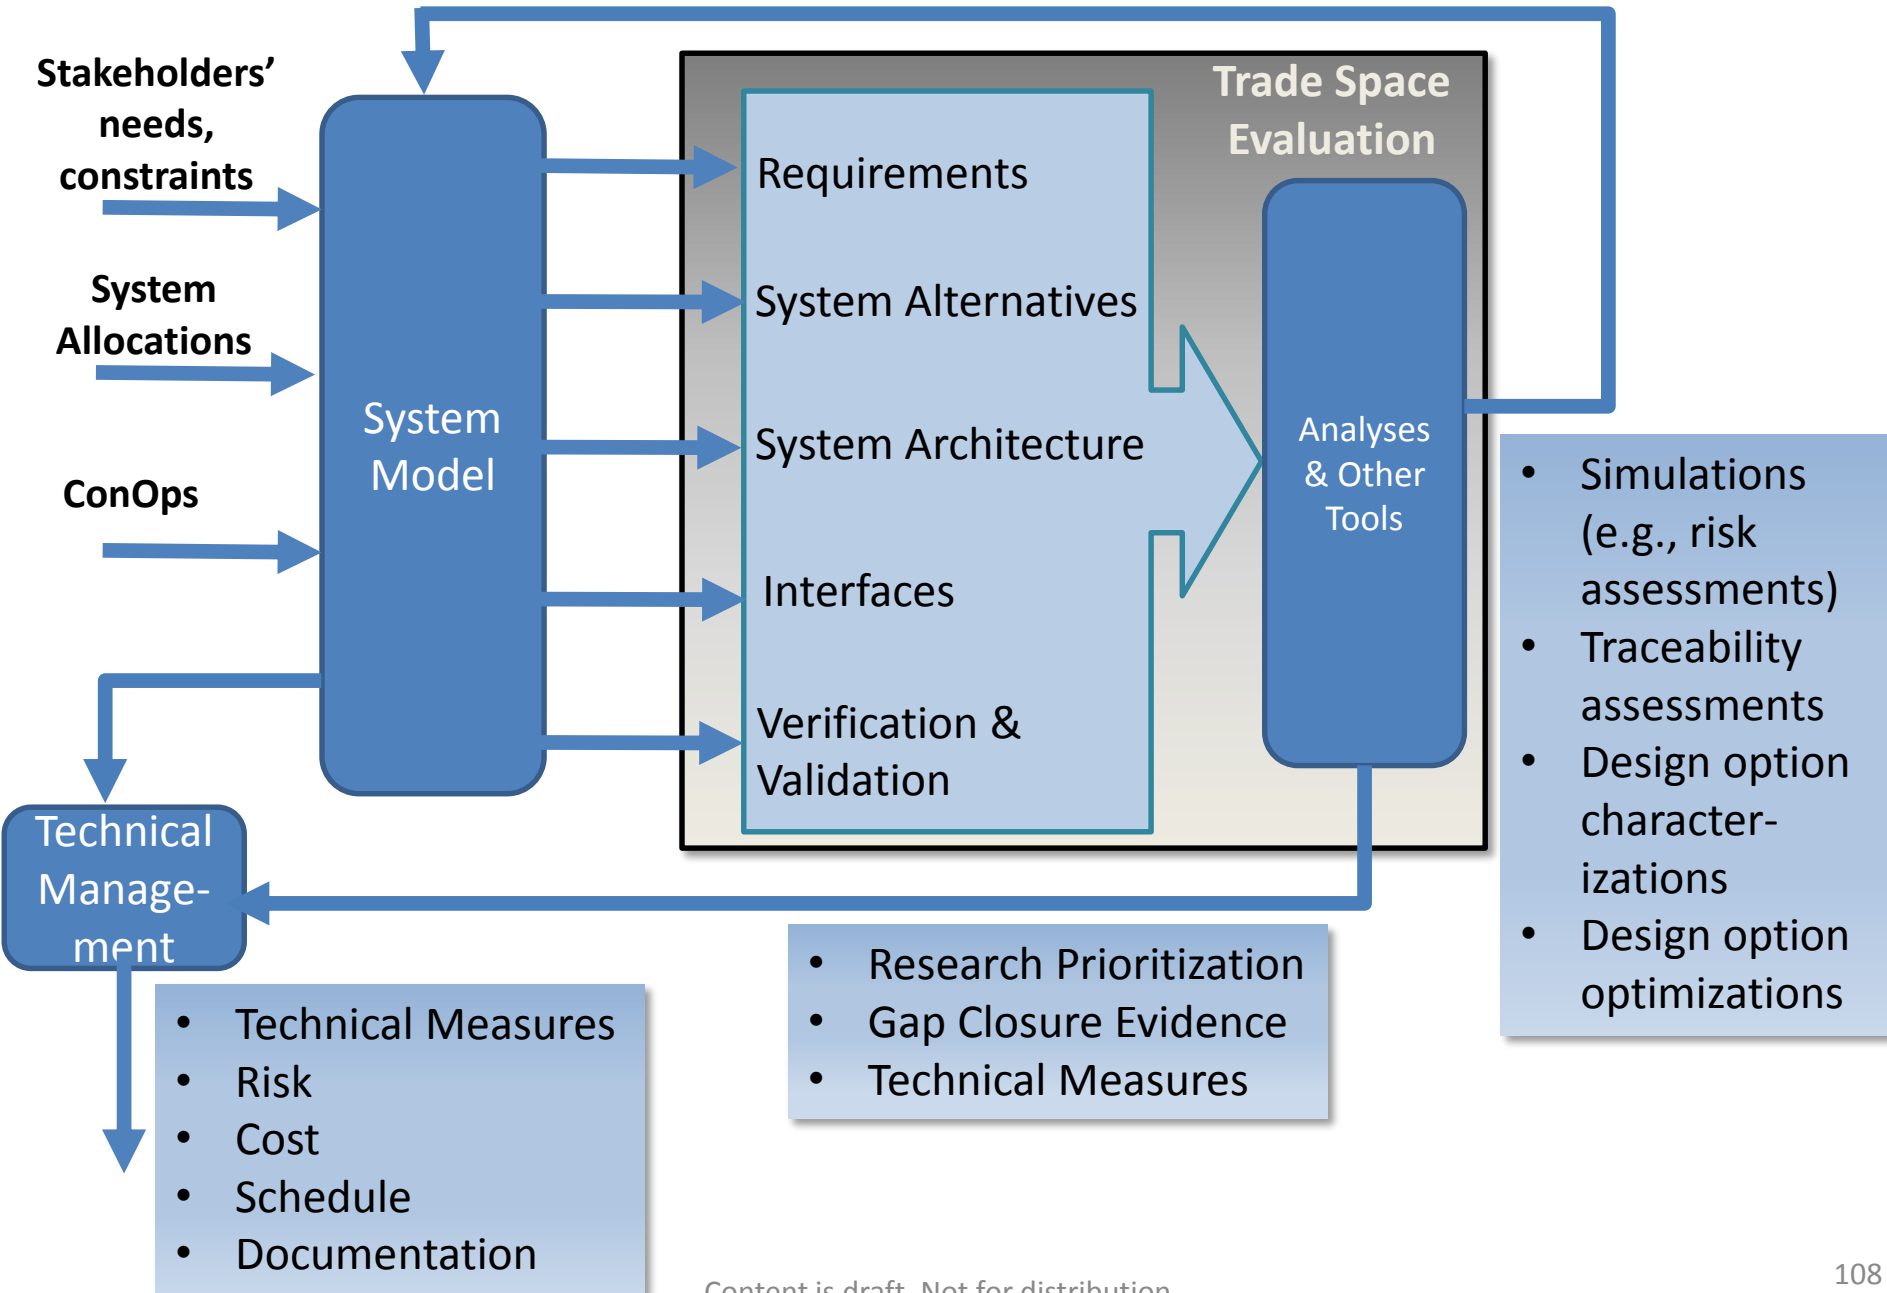 Stakeholders’
needs,
constraints
System
Allocations
ConOps
System
Model
Trade Space
Evaluation
Requirements
System Alternatives
System Architecture
Interfaces
Verification &
Validation
Analyses
& Other
Tools
• Simulations
(e.g., risk
assessments)
• Traceability
assessments
• Design option
character-
izations
• Design option
optimizations
Technical
Manage-
ment
• Research Prioritization
• Gap Closure Evidence
• Technical Measures
• Technical Measures
• Risk
• Cost
• Schedule
• Documentation
Content is draft. Not for distribution
108